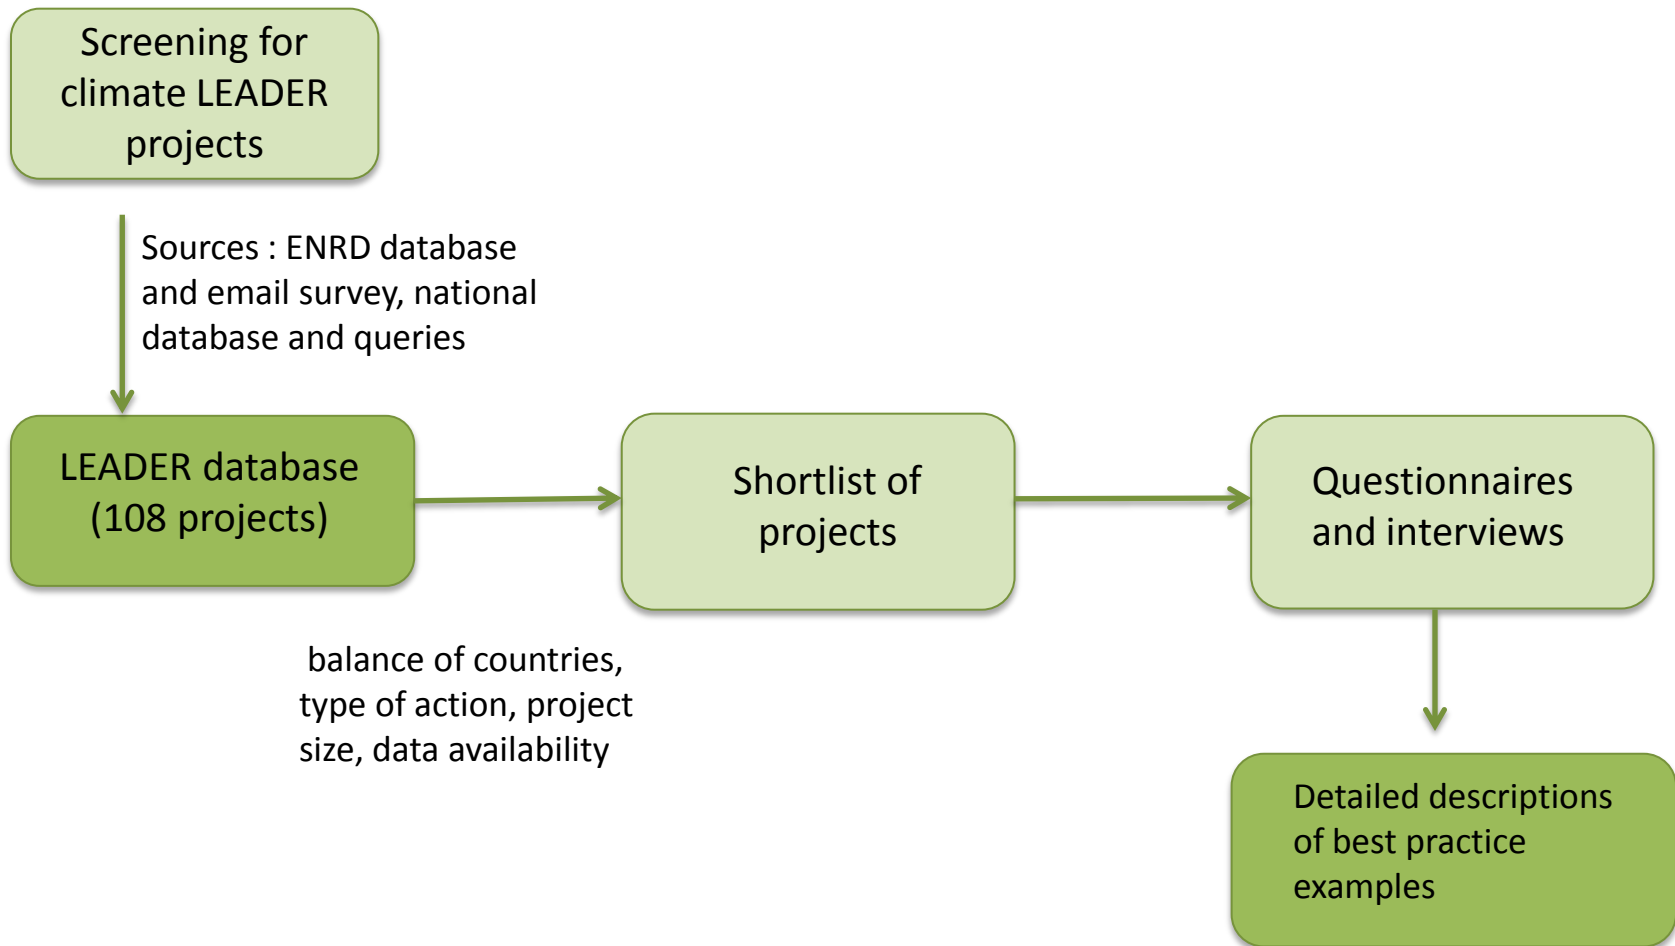 Screening for
climate LEADER
projects
Sources : ENRD database
and email survey, national
database and queries
LEADER database
(108 projects)
Shortlist of
projects
Questionnaires
and interviews
balance of countries,
type of action, project
size, data availability
Detailed descriptions
of best practice
examples